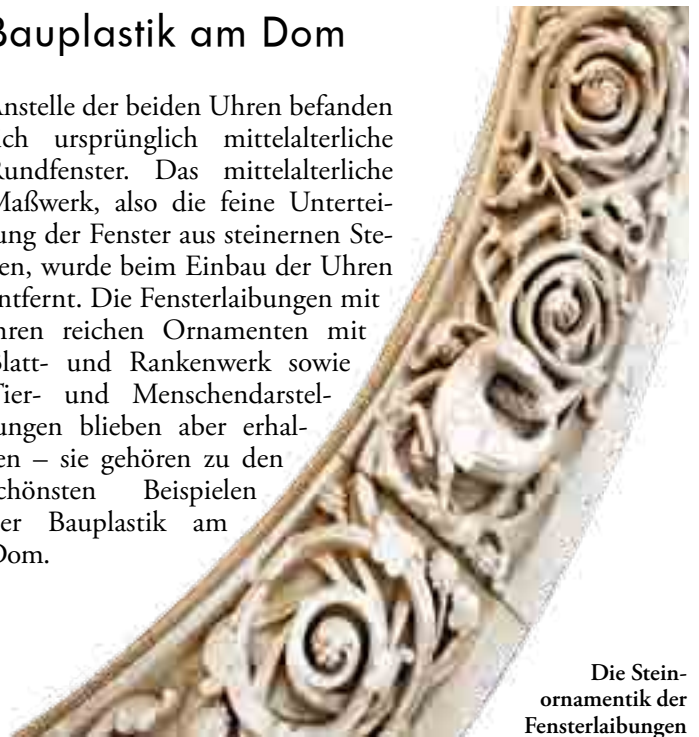 Bauplastik am Dom
Anstelle der beiden Uhren befanden
ich ursprünglich mittelalterliche
Rundfenster. Das mittelalterliche
Maßwerk, also die feine Untertei-
ung der Fenster aus steinernen Ste-
en, wurde beim Einbau der Uhren
ntfernt. Die Fensterlaibungen mit
hren reichen Ornamenten mit
latt- und Rankenwerk sowie
Tier- und Menschendarstel-
ungen blieben aber erhal-
en – sie gehören zu den
chönsten Beispielen
er Bauplastik am
Dom.
Die Stein-
ornamentik der
Fensterlaibungen